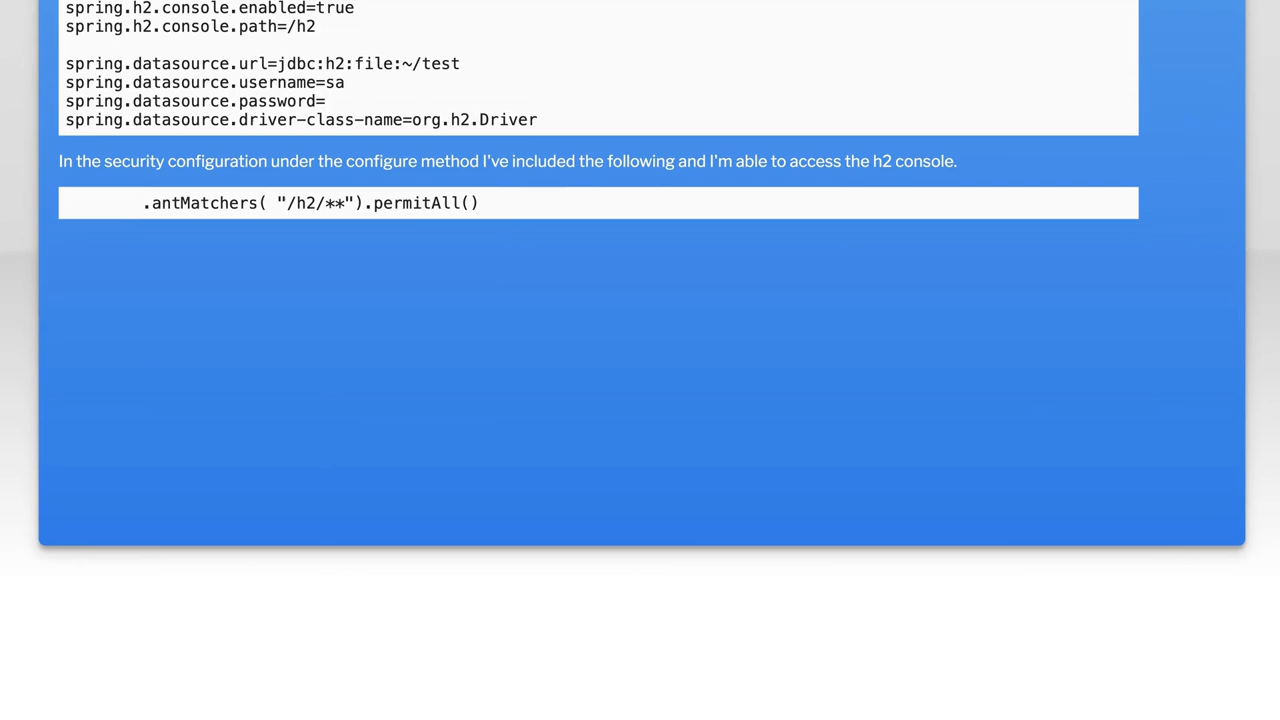 spring.h2.console.enabled=true
spring.h2.console.path=/h2
spring.datasource.url=jdbc:h2:file:~/test
spring.datasource.username=sa
spring.datasource.password=
spring.datasource.driver-class-name=org.h2.Driver
In the security configuration under the configure method I've included the following and I'm able to access the h2 console.
.antMatchers( "/h2/**").permitAll()